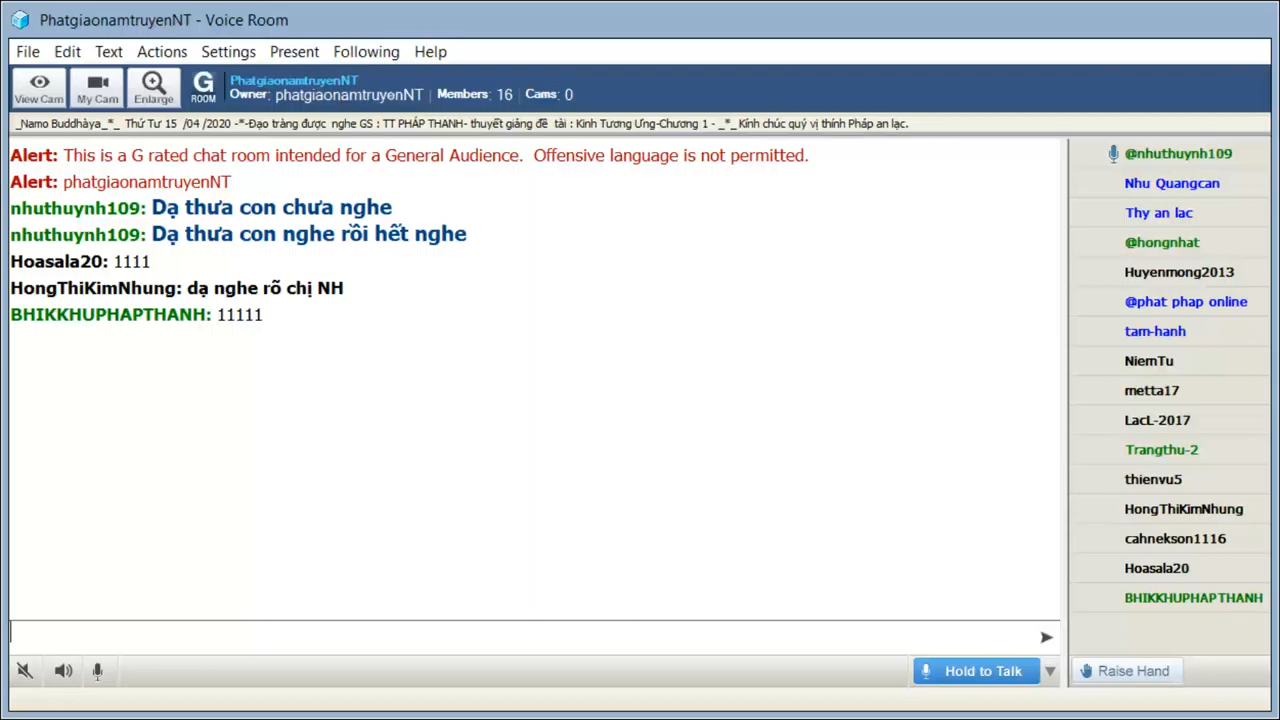 PhatgiaonamtruyenNT - Voice Room
File Edit Text Actions Settings Present Following Help
View Cam My Cam Enlarge G ROOM
PhatgiaonamtruyenNT
Owner: phatgiaonamtruyenNT | Members: 16 | Cams: 0
_Namo Buddhàya_*_ Thứ Tư 15 /04 /2020 -*-Đạo tràng được nghe GS : TT PHÁP THANH- thuyết giảng đề tài : Kinh Tương Ưng-Chương 1 - _*_ Kính chúc quý vị thính Pháp an lạc.
Alert: This is a G rated chat room intended for a General Audience. Offensive language is not permitted.
Alert: phatgiaonamtruyenNT
nhuthuynh109: Dạ thưa con chưa nghe
nhuthuynh109: Dạ thưa con nghe rồi hết nghe
Hoasala20: 1111
HongThiKimNhung: dạ nghe rõ chị NH
BHIKKHUPHAPTHANH: 11111
@nhuthuynh109
Nhu Quangcan
Thy an lac
@hongnhat
Huyenmong2013
@phat phap online
tam-hanh
NiemTu
metta17
LacL-2017
Trangthu-2
thienvu5
HongThiKimNhung
cahnekson1116
Hoasala20
BHIKKHUPHAPTHANH
Hold to Talk
Raise Hand